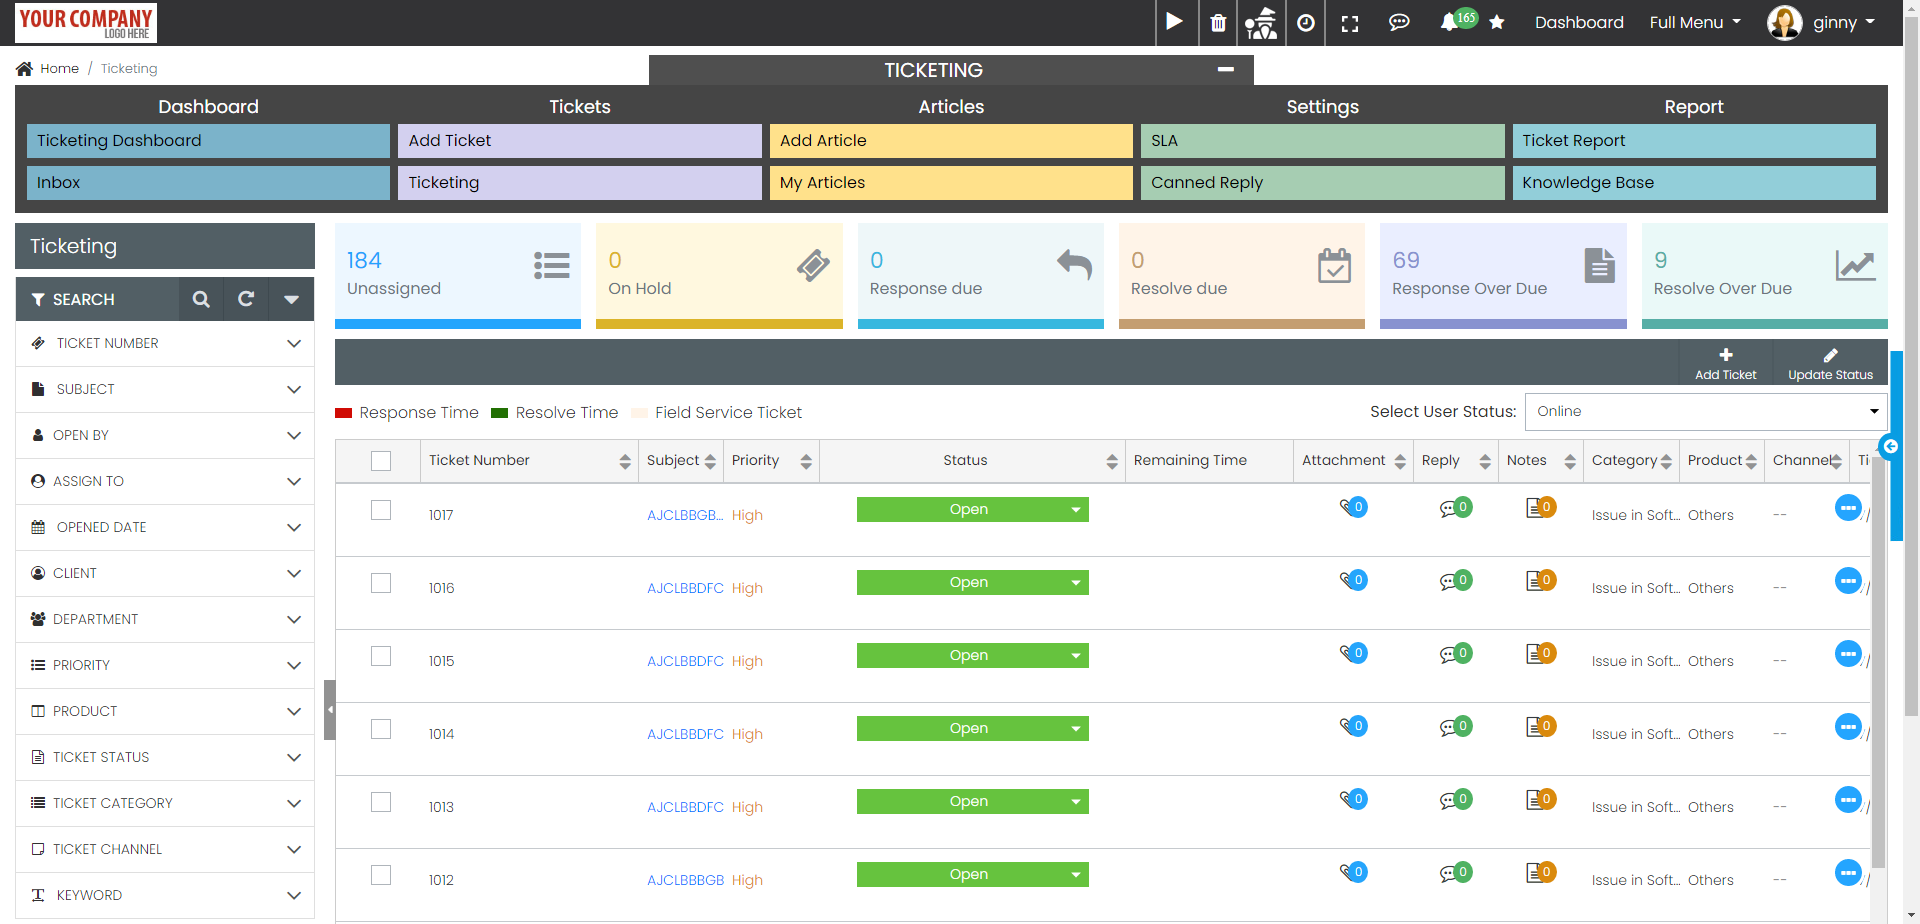 YOUR COMPANY
LOGO HERE
165
Dashboard
Full Menu
ginny
Home / Ticketing
TICKETING
Dashboard
Tickets
Articles
Settings
Report
Ticketing Dashboard
Add Ticket
Add Article
SLA
Ticket Report
Inbox
Ticketing
My Articles
Canned Reply
Knowledge Base
Ticketing
SEARCH
TICKET NUMBER
SUBJECT
OPEN BY
ASSIGN TO
OPENED DATE
CLIENT
DEPARTMENT
PRIORITY
PRODUCT
TICKET STATUS
TICKET CATEGORY
TICKET CHANNEL
KEYWORD
184
Unassigned
0
On Hold
0
Response due
0
Resolve due
69
Response Over Due
9
Resolve Over Due
Add Ticket
Update Status
Response Time Resolve Time Field Service Ticket
Select User Status: Online
Ticket Number Subject Priority Status Remaining Time Attachment Reply Notes Category Product Channel Ti
1017 AJCLBBGB... High Open 0 0 0 Issue in Soft... Others --
1016 AJCLBBDFC High Open 0 0 0 Issue in Soft... Others --
1015 AJCLBBDFC High Open 0 0 0 Issue in Soft... Others --
1014 AJCLBBDFC High Open 0 0 0 Issue in Soft... Others --
1013 AJCLBBDFC High Open 0 0 0 Issue in Soft... Others --
1012 AJCLBBBGB High Open 0 0 0 Issue in Soft... Others --